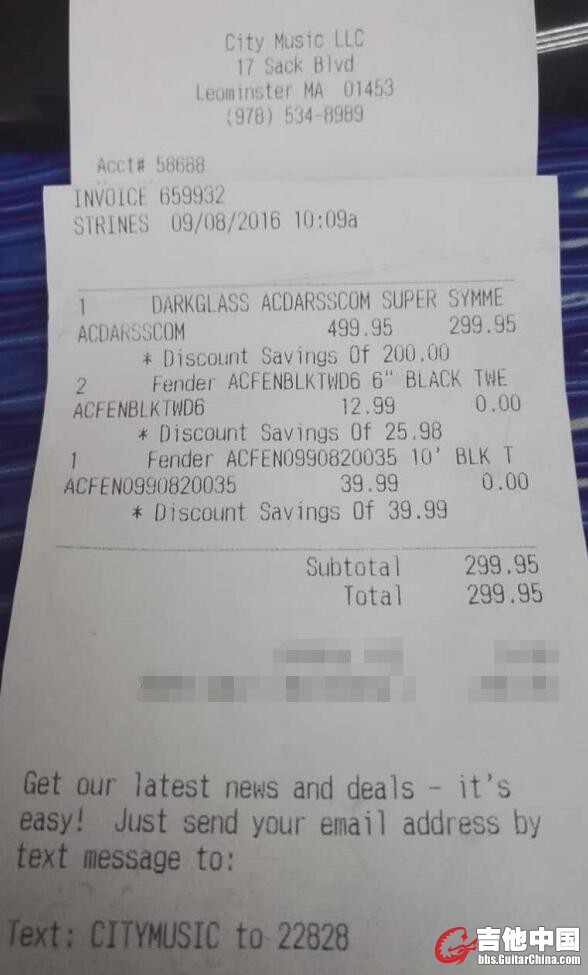 City Music LLC
17 Sack Blvd
Leominster MA 01453
(978) 534-8989
Acct# 58688
INVOICE 659932
STRINES 09/08/2016 10:09a
1 DARKGLASS ACDARSSCOM SUPER SYMME
ACDARSSCOM 499.95 299.95
* Discount Savings Of 200.00
2 Fender ACFENBLKTWD6 6" BLACK TWE
ACFENBLKTWD6 12.99 0.00
* Discount Savings Of 25.98
1 Fender ACFEN0990820035 10' BLK T
ACFEN0990820035 39.99 0.00
* Discount Savings Of 39.99
Subtotal 299.95
Total 299.95
Get our latest news and deals - it's
easy! Just send your email address by
text message to:
Text: CITYMUSIC to 22828
吉他中国
bbs.GuitarChina.com